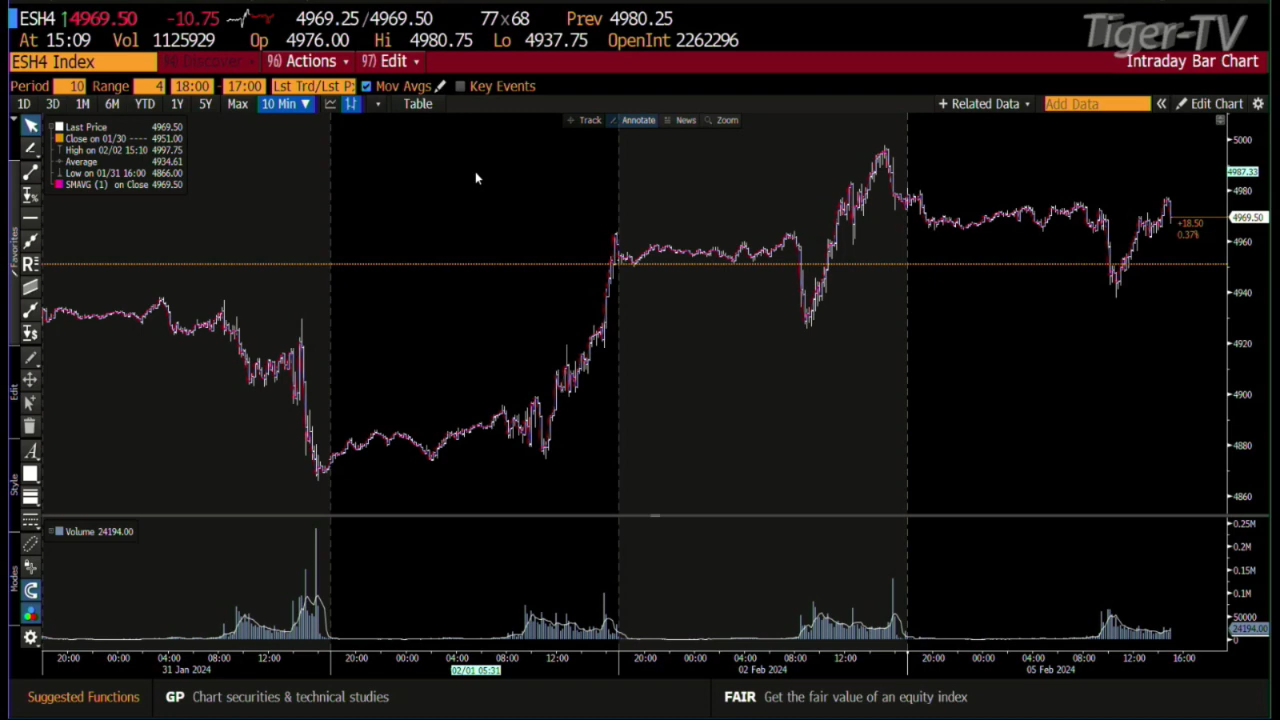 ESH4 ↑4969.50 -10.75 4969.25/4969.50 77×68 Prev 4980.25
At 15:09 Vol 1125929 Op 4976.00 Hi 4980.75 Lo 4937.75 OpenInt 2262296
Tiger-TV
ESH4 Index 96) Actions 97) Edit Intraday Bar Chart
Period 10 Range 4 18:00 - 17:00 Lst Trd/Lst P: Mov Avgs Key Events
1D 3D 1M 6M YTD 1Y 5Y Max 10 Min ▼ Table + Related Data Add Data « Edit Chart
Track Annotate News Zoom
Last Price 4969.50
Close on 01/30 ---- 4951.00
High on 02/02 15:10 4997.75
Average 4934.61
Low on 01/31 16:00 4866.00
SMAVG (1) on Close 4969.50
Favorites
Edit
Style
Modes
5000
4987.33
4980
4969.50
+18.50
0.37%
4960
4940
4920
4900
4880
4860
Volume 24194.00
0.25M
0.2M
0.15M
0.1M
50000
24194.00
0
20:00 00:00 04:00 08:00 12:00 20:00 00:00 04:00 08:00 12:00 20:00 00:00 04:00 08:00 12:00 20:00 00:00 04:00 08:00 12:00 16:00
31 Jan 2024 02/01 05:31 02 Feb 2024 05 Feb 2024
Suggested Functions GP Chart securities & technical studies FAIR Get the fair value of an equity index